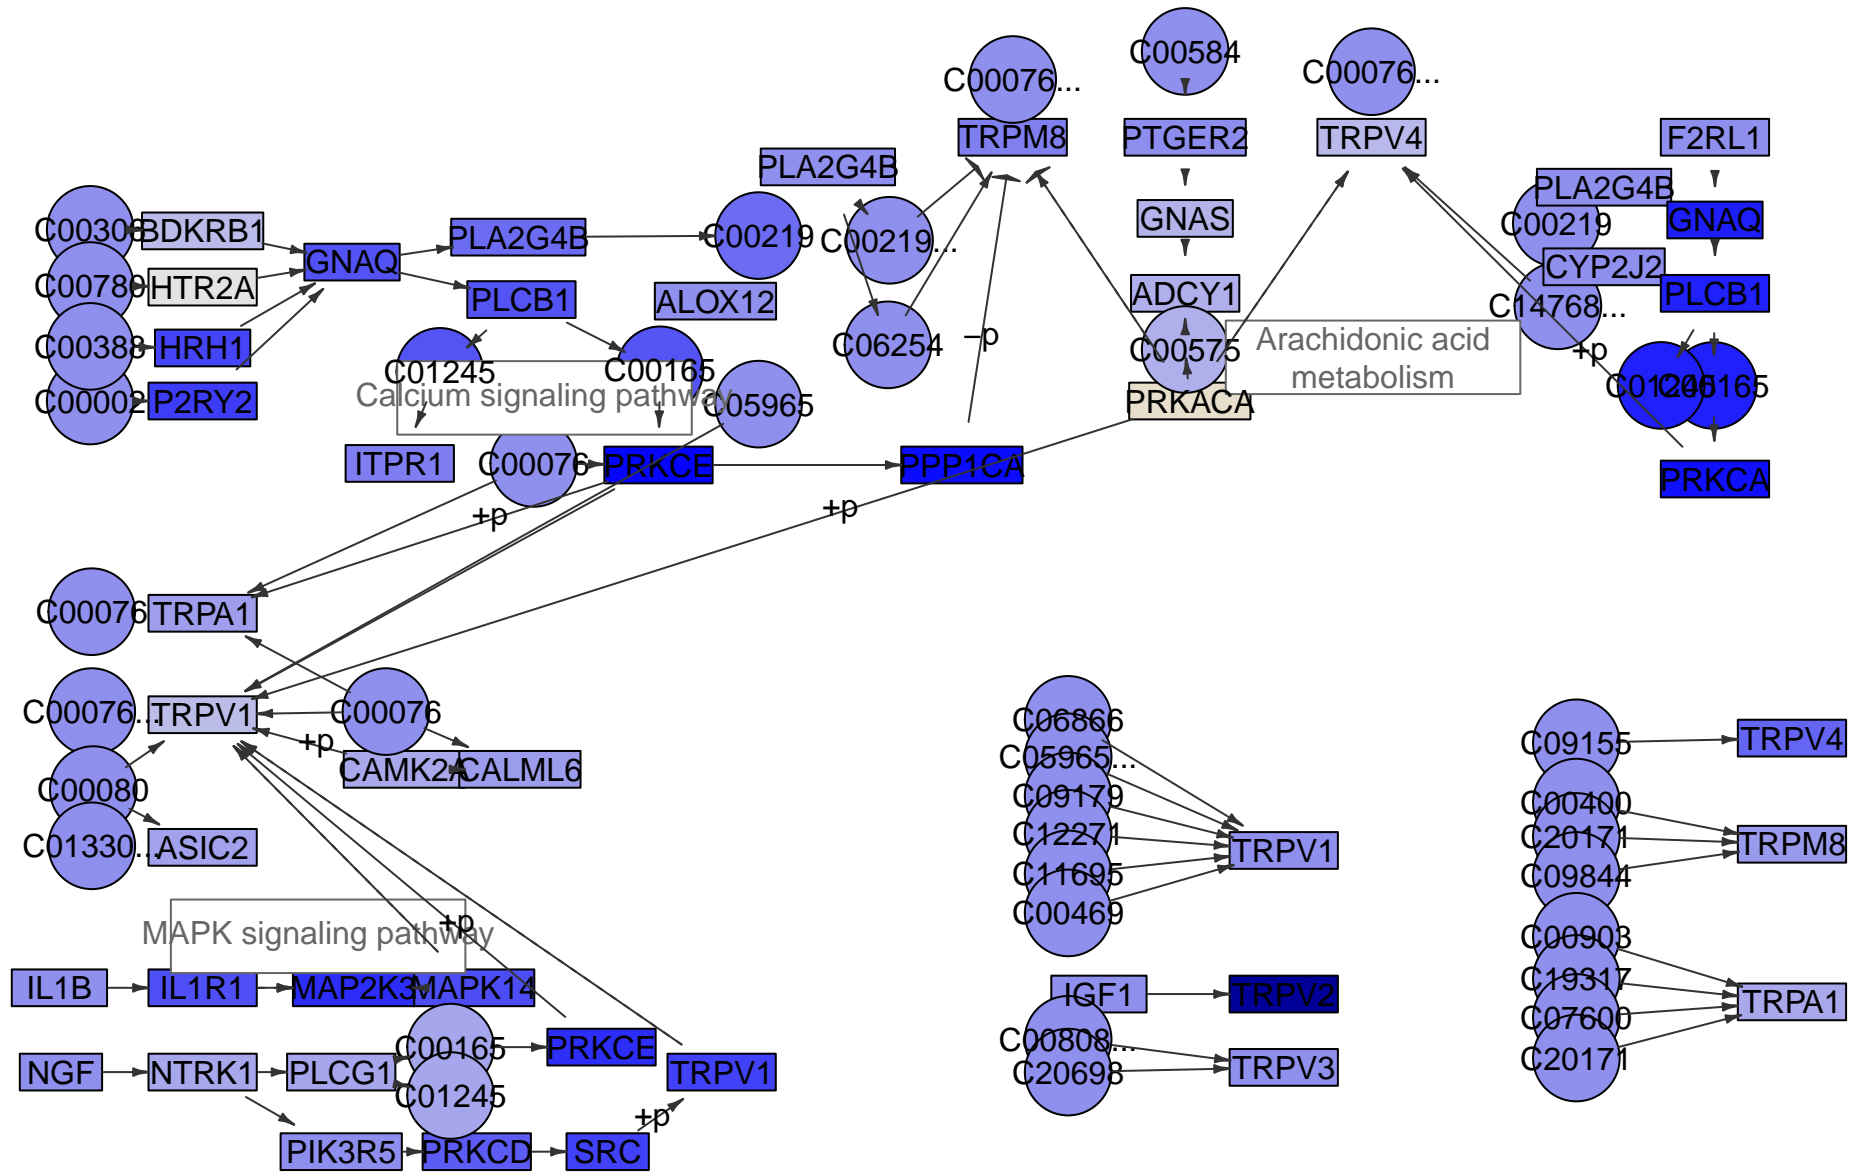 C00584
C00076...
C00076...
TRPM8
PTGER2
TRPV4
F2RL1
PLA2G4B
PLA2G4B
C00219
GNAS
GNAQ
BDKRB1
PLA2G4B
C00219
C00219...
GNAQ
CYP2J2
C00780
HTR2A
PLCB1
ALOX12
ADCY1
PLCB1
C14768...
C00388
HRH1
C06254
–p
C00575
Arachidonic acid
metabolism
+p
C01245
C00165
Calcium signaling pathway
C00002
P2RY2
C05965
PRKACA
C01245
C00165
ITPR1
C00076
PRKCE
PPP1CA
PRKCA
+p
+p
C00076
TRPA1
C00076...
TRPV1
C00076
+p
CAMK2A
CALML6
C00080
C01330...
ASIC2
C06866
C05965...
C09179
C12271
C11695
C00469
TRPV1
C09155
TRPV4
C00400
C20171
C09844
TRPM8
MAPK signaling pathway
+p
C00903
C19317
C07600
C20171
TRPA1
IL1B
IL1R1
MAP2K3
MAPK14
IGF1
TRPV2
C00808...
C20698
TRPV3
NGF
NTRK1
PLCG1
C00165
C01245
PRKCE
TRPV1
+p
PIK3R5
PRKCD
SRC